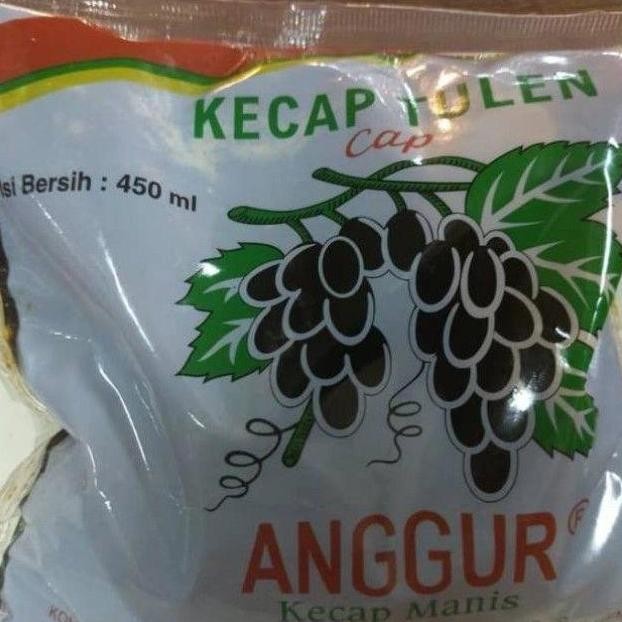 KECAP TULEN
Cap
Isi Bersih : 450 ml
ANGGUR ®
Kecap Manis